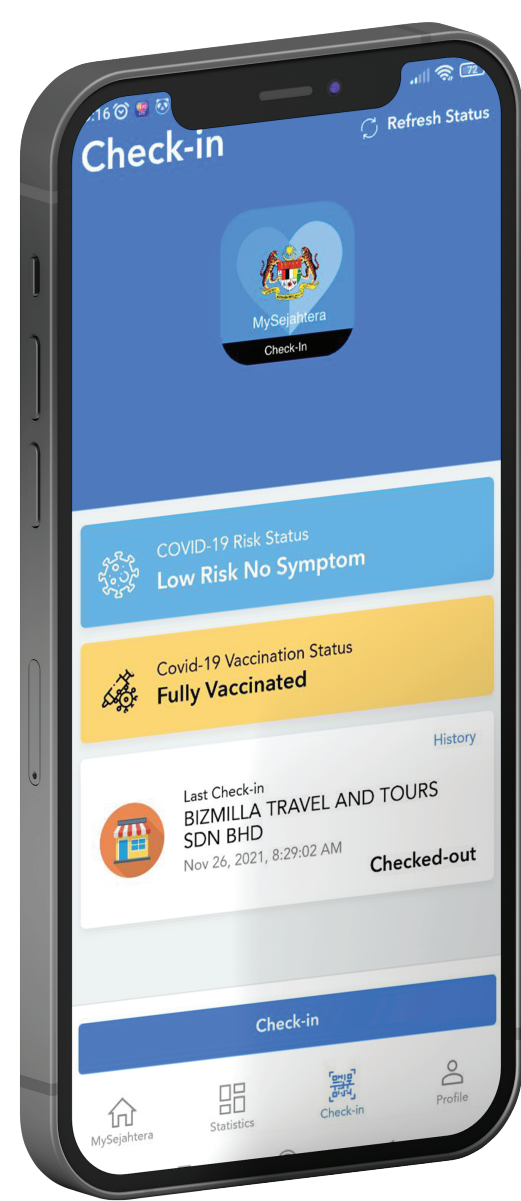 :16
72
Check-in
Refresh Status
MySejahtera
Check-In
COVID-19 Risk Status
Low Risk No Symptom
Covid-19 Vaccination Status
Fully Vaccinated
History
Last Check-in
BIZMILLA TRAVEL AND TOURS
SDN BHD
Nov 26, 2021, 8:29:02 AM
Checked-out
Check-in
MySejahtera
Statistics
Check-in
Profile